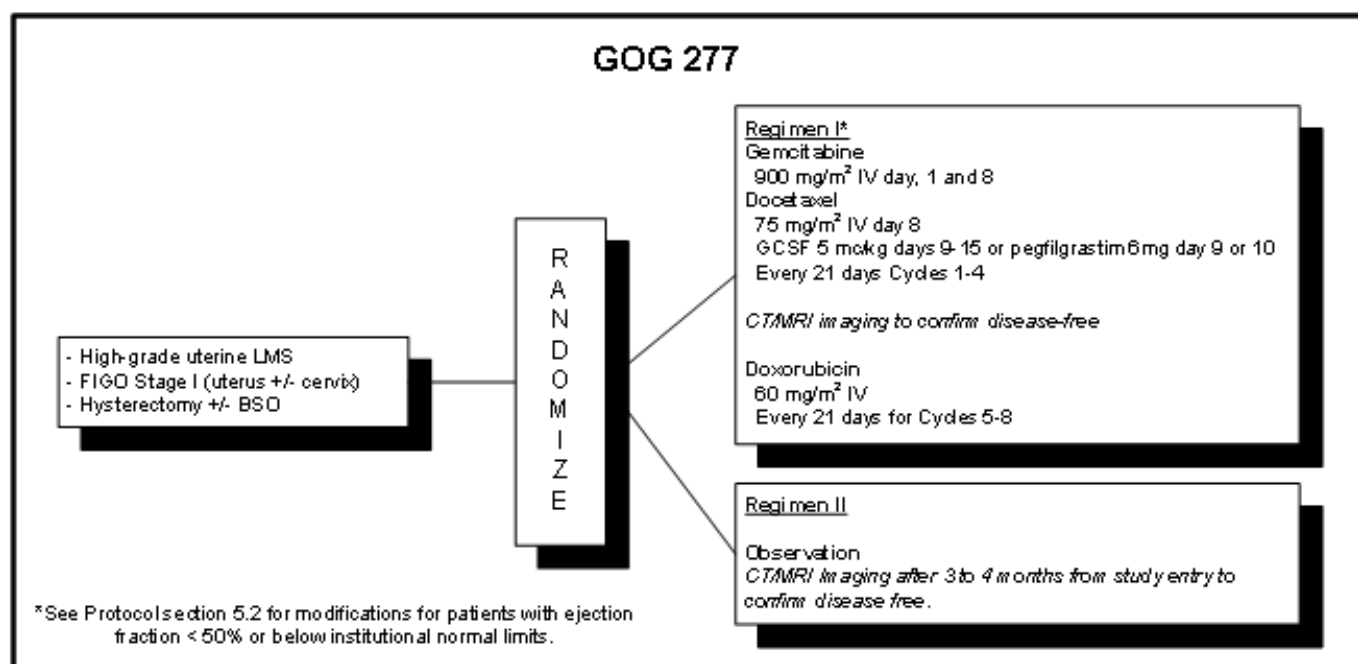 GOG 277
- High-grade uterine LMS
- FIGO Stage I (uterus +/- cervix)
- Hysterectomy +/- BSO
R
A
N
D
O
M
I
Z
E
Regimen I*
Gemcitabine
900 mg/m² IV day, 1 and 8
Docetaxel
75 mg/m² IV day 8
GCSF 5 mc/kg days 9-15 or pegfilgrastim 6 mg day 9 or 10
Every 21 days Cycles 1-4
CT/MRI imaging to confirm disease-free
Doxorubicin
60 mg/m² IV
Every 21 days for Cycles 5-8
Regimen II
Observation
CT/MRI Imaging after 3 to 4 months from study entry to
confirm disease free.
*See Protocol section 5.2 for modifications for patients with ejection
fraction < 50% or below institutional normal limits.